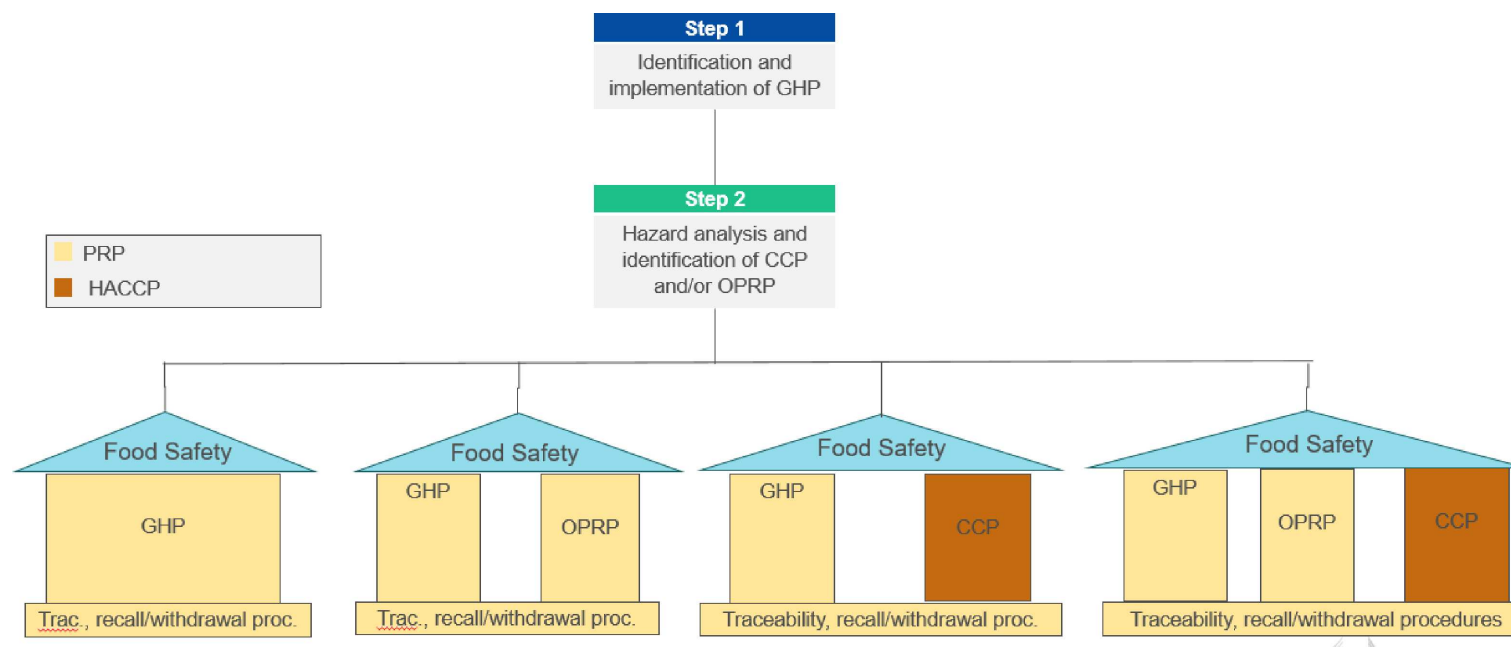 Step 1
Identification and
implementation of GHP
Step 2
Hazard analysis and
identification of CCP
and/or OPRP
PRP
HACCP
Food Safety
GHP
Trac., recall/withdrawal proc.
Food Safety
GHP
OPRP
Trac., recall/withdrawal proc.
Food Safety
GHP
CCP
Traceability, recall/withdrawal proc.
Food Safety
GHP
OPRP
CCP
Traceability, recall/withdrawal procedures